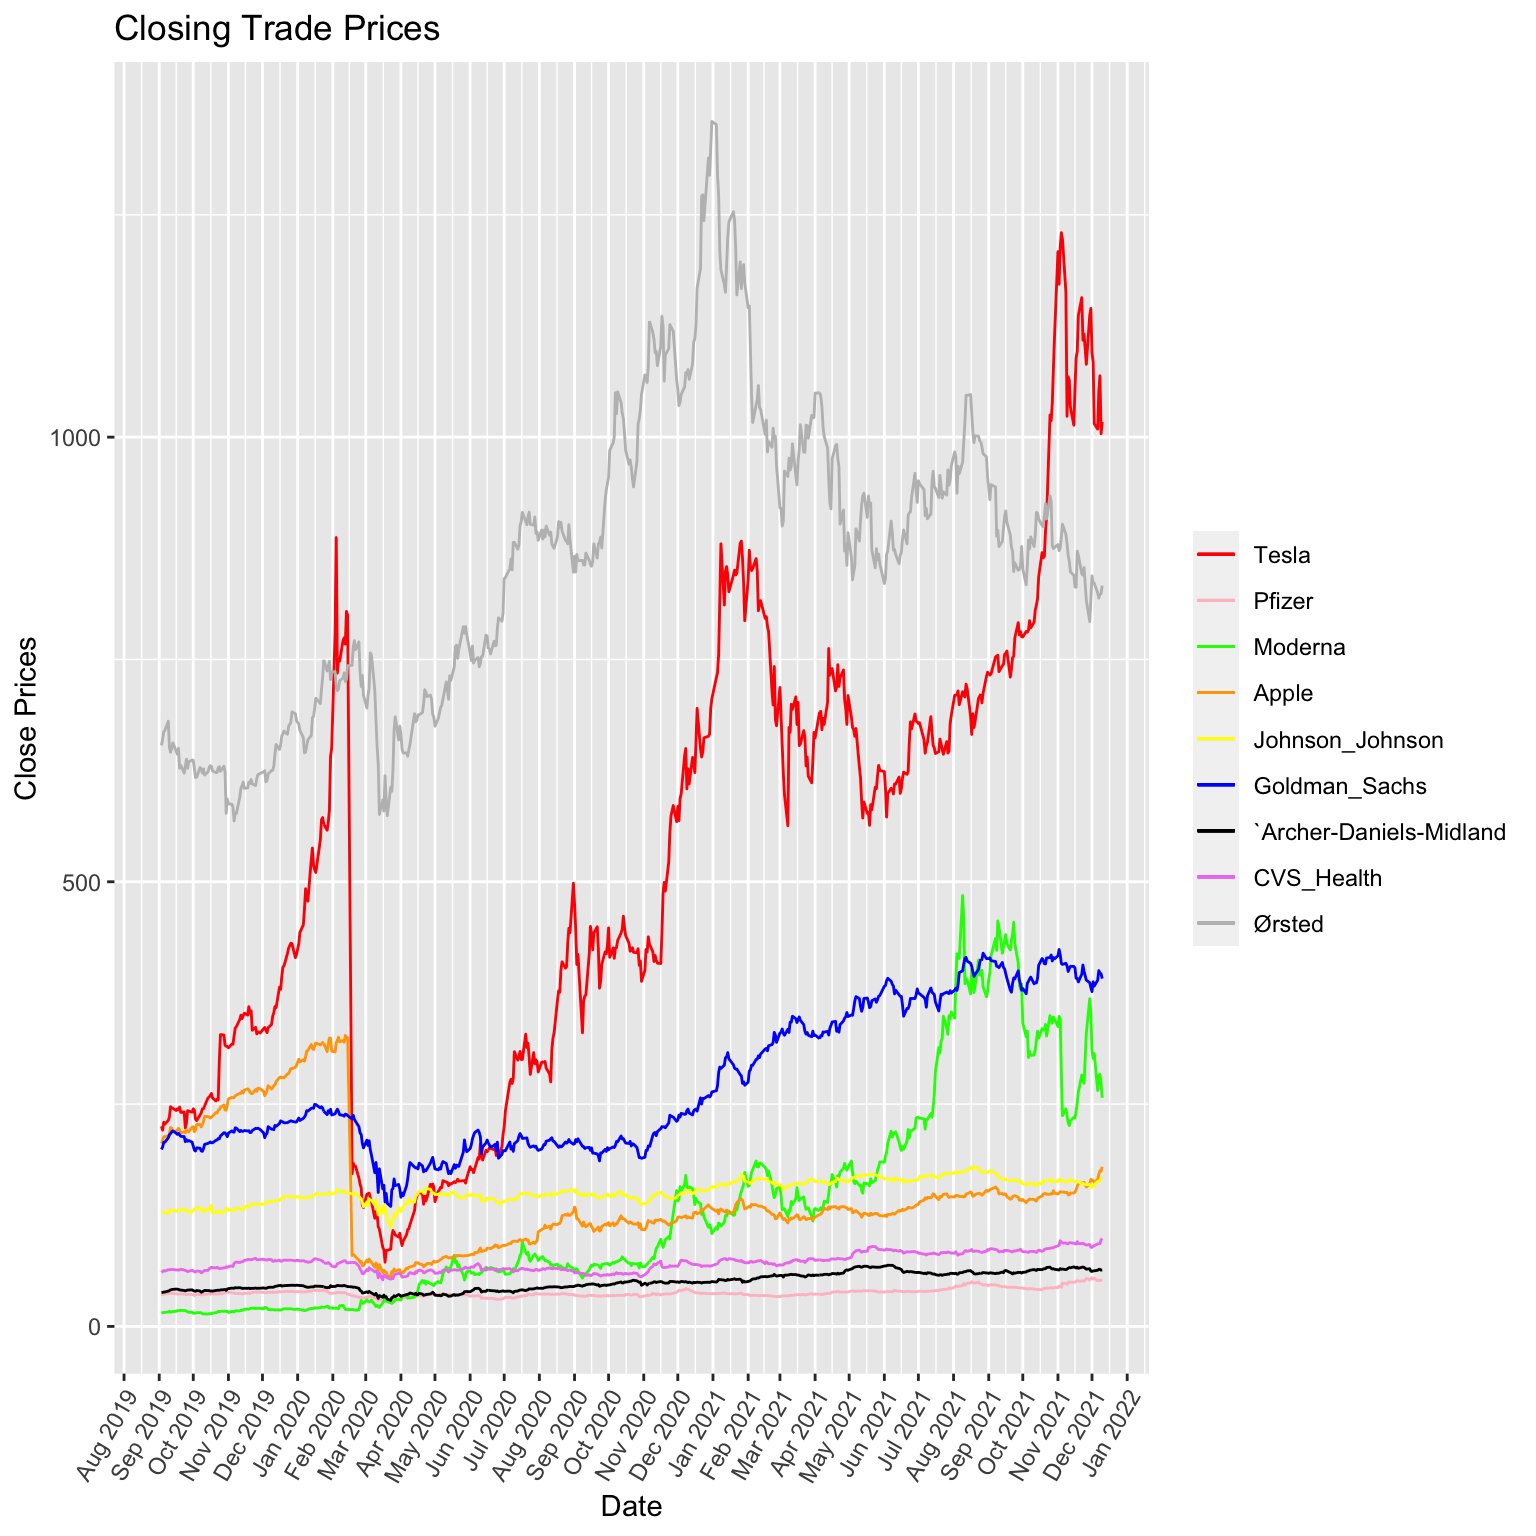 Closing Trade Prices
Close Prices
1000
500
0
Aug 2019
Sep 2019
Oct 2019
Nov 2019
Dec 2019
Jan 2020
Feb 2020
Mar 2020
Apr 2020
May 2020
Jun 2020
Jul 2020
Aug 2020
Sep 2020
Oct 2020
Nov 2020
Dec 2020
Jan 2021
Feb 2021
Mar 2021
Apr 2021
May 2021
Jun 2021
Jul 2021
Aug 2021
Sep 2021
Oct 2021
Nov 2021
Dec 2021
Jan 2022
Date
Tesla
Pfizer
Moderna
Apple
Johnson_Johnson
Goldman_Sachs
`Archer-Daniels-Midland
CVS_Health
Ørsted